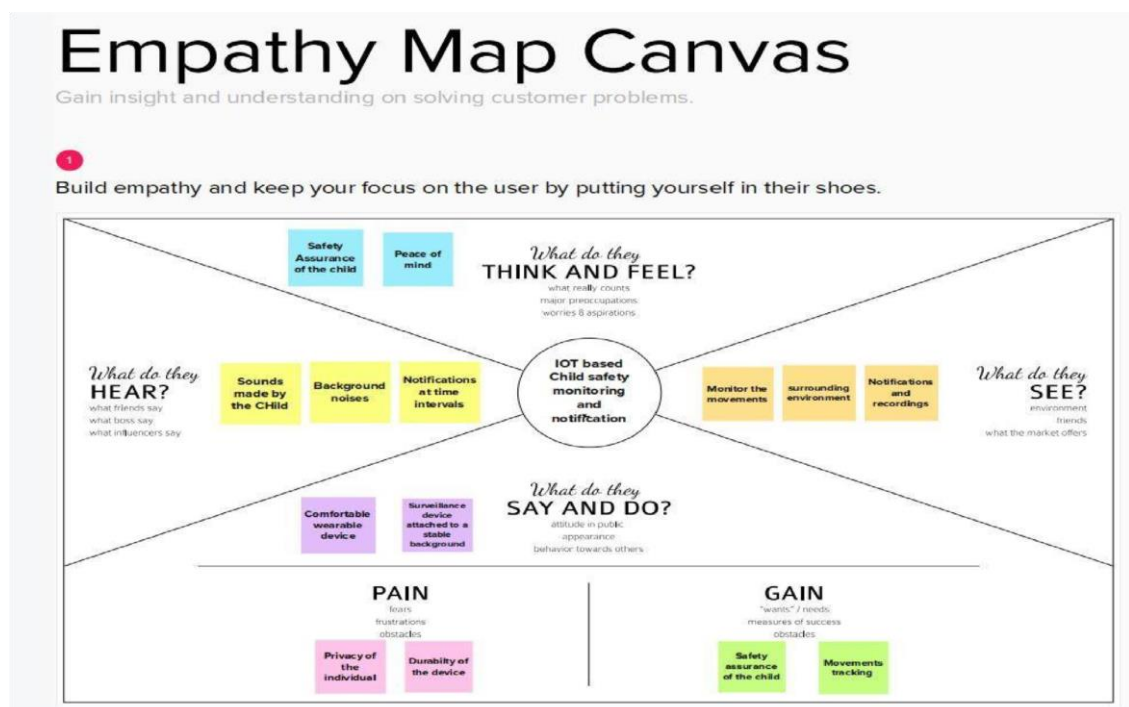 Empathy Map Canvas
Gain insight and understanding on solving customer problems.
1
Build empathy and keep your focus on the user by putting yourself in their shoes.
Safety
Assurance
of the child
Peace of
mind
What do they
THINK AND FEEL?
what really counts
major preoccupations
worries & aspirations
What do they
HEAR?
what friends say
what boss say
what influencers say
Sounds
made by
the CHild
Background
noises
Notifications
at time
intervals
IOT based
Child safety
monitoring
and
notification
Monitor the
movements
surrounding
environment
Notifications
and
recordings
What do they
SEE?
environment
friends
what the market offers
What do they
SAY AND DO?
attitude in public
appearance
behavior towards others
Comfortable
wearable
device
Surveillance
device
attached to a
stable
background
PAIN
fears
frustrations
obstacles
Privacy of
the
individual
Durabilty of
the device
GAIN
"wants" / needs
measures of success
obstacles
Safety
assurance
of the child
Movements
tracking